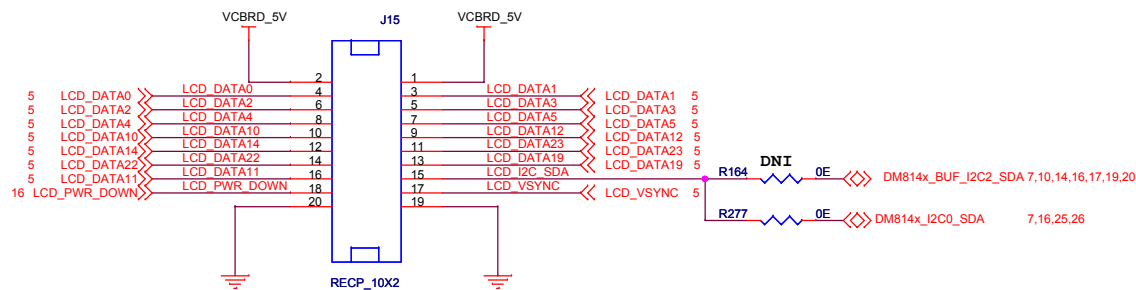 VCBRD_5V VCBRD_5V
J15
2 1
5 LCD_DATA0 LCD_DATA0 4 3 LCD_DATA1 LCD_DATA1 5
5 LCD_DATA2 LCD_DATA2 6 5 LCD_DATA3 LCD_DATA3 5
5 LCD_DATA4 LCD_DATA4 8 7 LCD_DATA5 LCD_DATA5 5
5 LCD_DATA10 LCD_DATA10 10 9 LCD_DATA12 LCD_DATA12 5
5 LCD_DATA14 LCD_DATA14 12 11 LCD_DATA23 LCD_DATA23 5
5 LCD_DATA22 LCD_DATA22 14 13 LCD_DATA19 LCD_DATA19 5
5 LCD_DATA11 LCD_DATA11 16 15 LCD_I2C_SDA
16 LCD_PWR_DOWN LCD_PWR_DOWN 18 17 LCD_VSYNC LCD_VSYNC 5
20 19
DNI
R164 0E DM814x_BUF_I2C2_SDA 7,10,14,16,17,19,20
R277 0E DM814x_I2C0_SDA 7,16,25,26
RECP_10X2